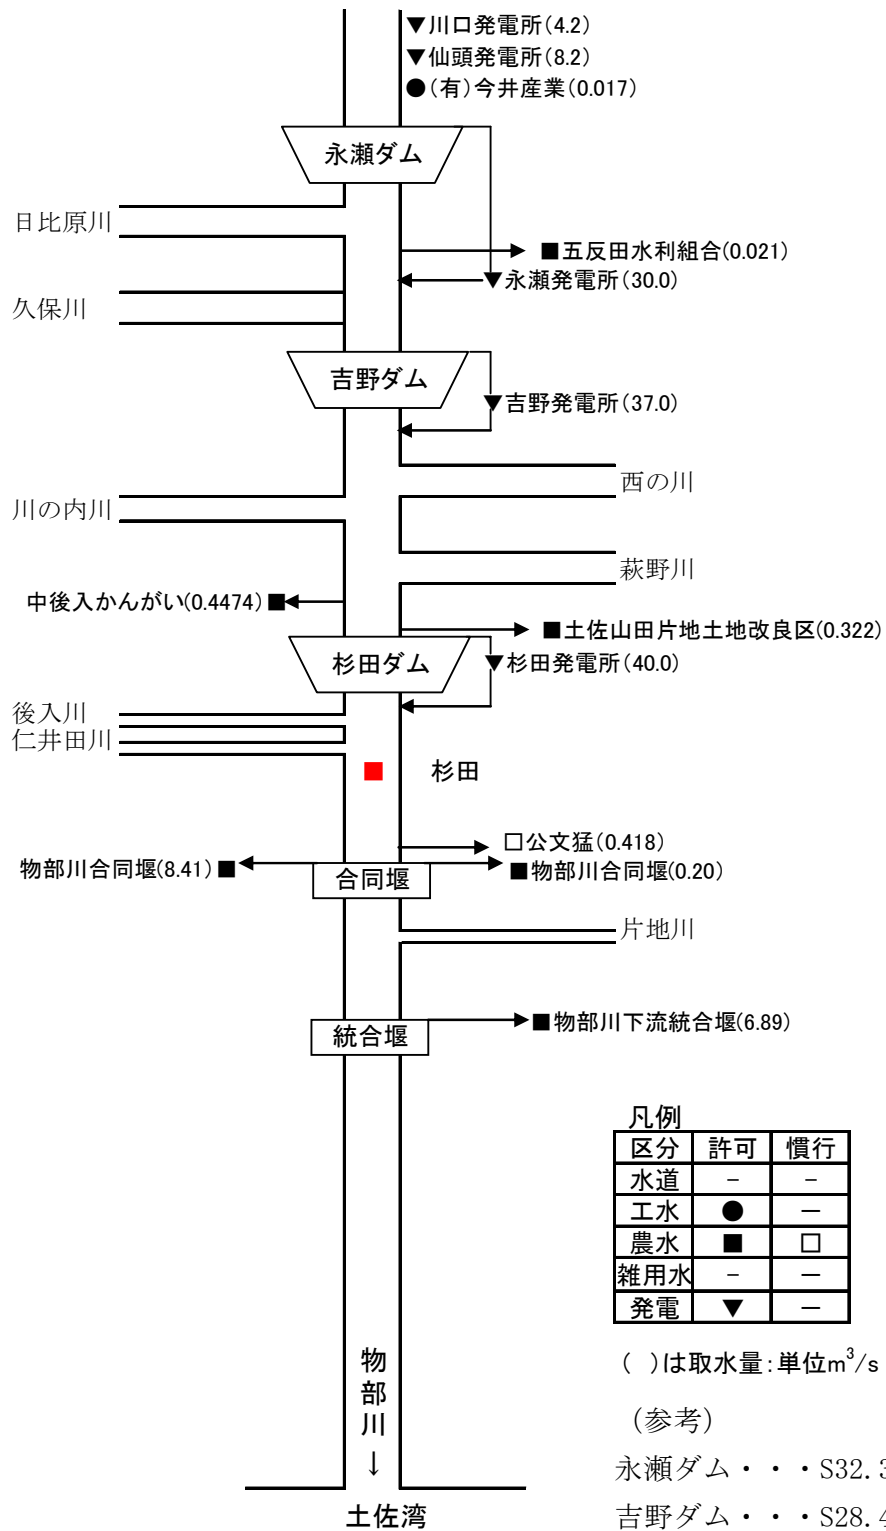 ▼川口発電所(4.2)
▼仙頭発電所(8.2)
●(有)今井産業(0.017)
永瀬ダム
日比原川
■五反田水利組合(0.021)
▼永瀬発電所(30.0)
久保川
吉野ダム
▼吉野発電所(37.0)
西の川
川の内川
萩野川
中後入かんがい(0.4474)■
■土佐山田片地土地改良区(0.322)
杉田ダム
▼杉田発電所(40.0)
後入川
仁井田川
■ 杉田
□公文猛(0.418)
物部川合同堰(8.41)■
合同堰
■物部川合同堰(0.20)
片地川
■物部川下流統合堰(6.89)
統合堰
凡例
区分 許可 慣行
水道 - -
工水 ● -
農水 ■ □
雑用水 - -
発電 ▼ -
( )は取水量:単位m³/s
物部川↓
(参考)
永瀬ダム・・・S32.3
吉野ダム・・・S28.4
土佐湾